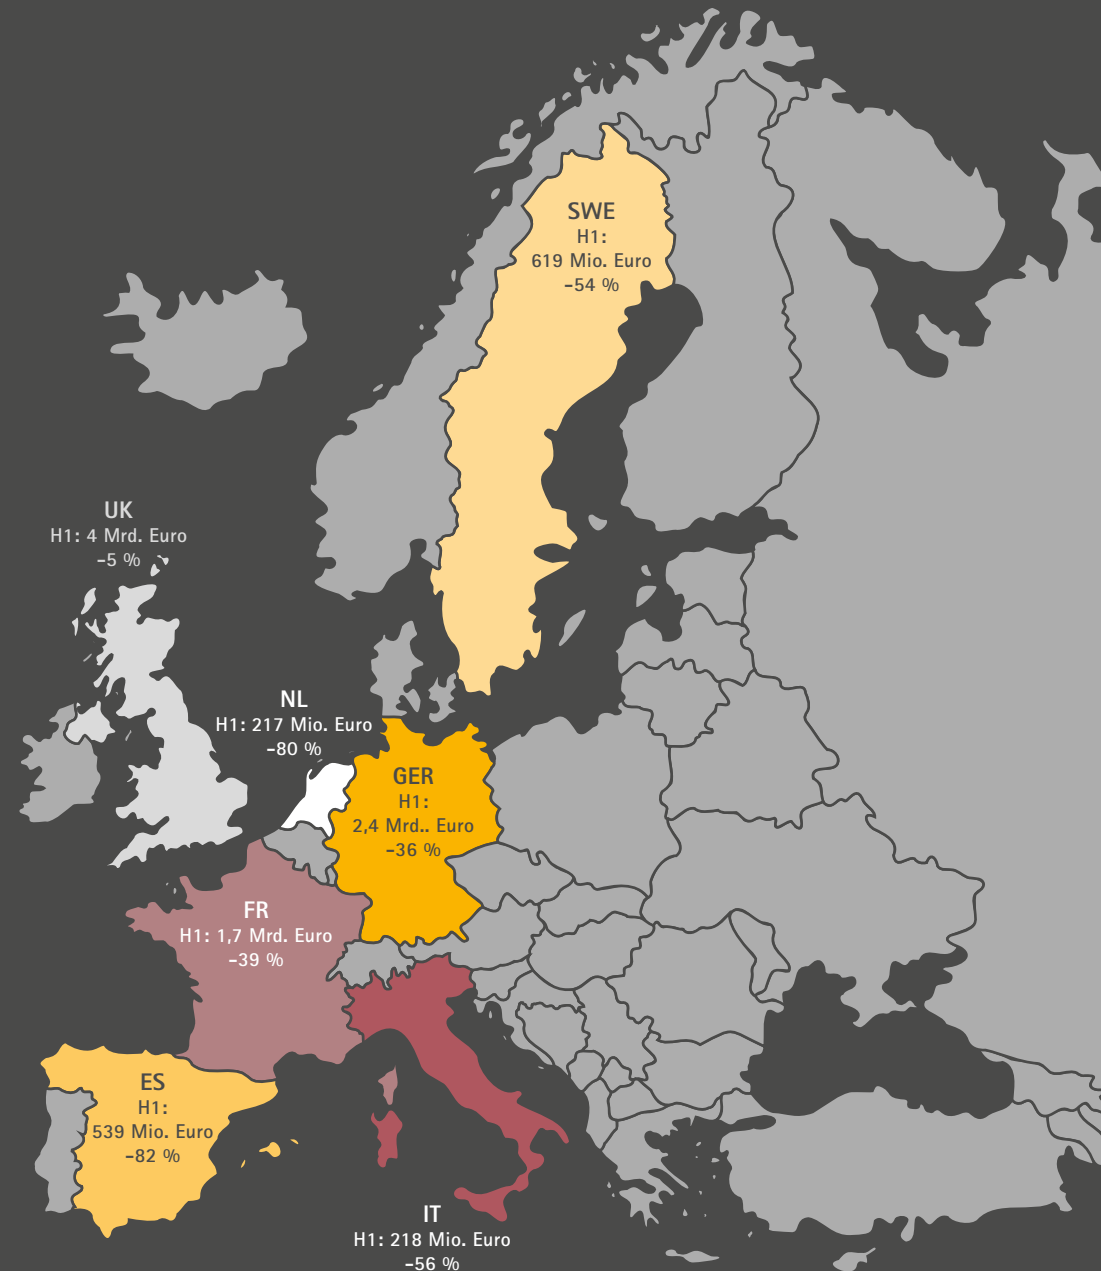 SWE
H1:
619 Mio. Euro
-54 %
UK
H1: 4 Mrd. Euro
-5 %
NL
H1: 217 Mio. Euro
-80 %
GER
H1:
2,4 Mrd.. Euro
-36 %
FR
H1: 1,7 Mrd. Euro
-39 %
ES
H1:
539 Mio. Euro
-82 %
IT
H1: 218 Mio. Euro
-56 %